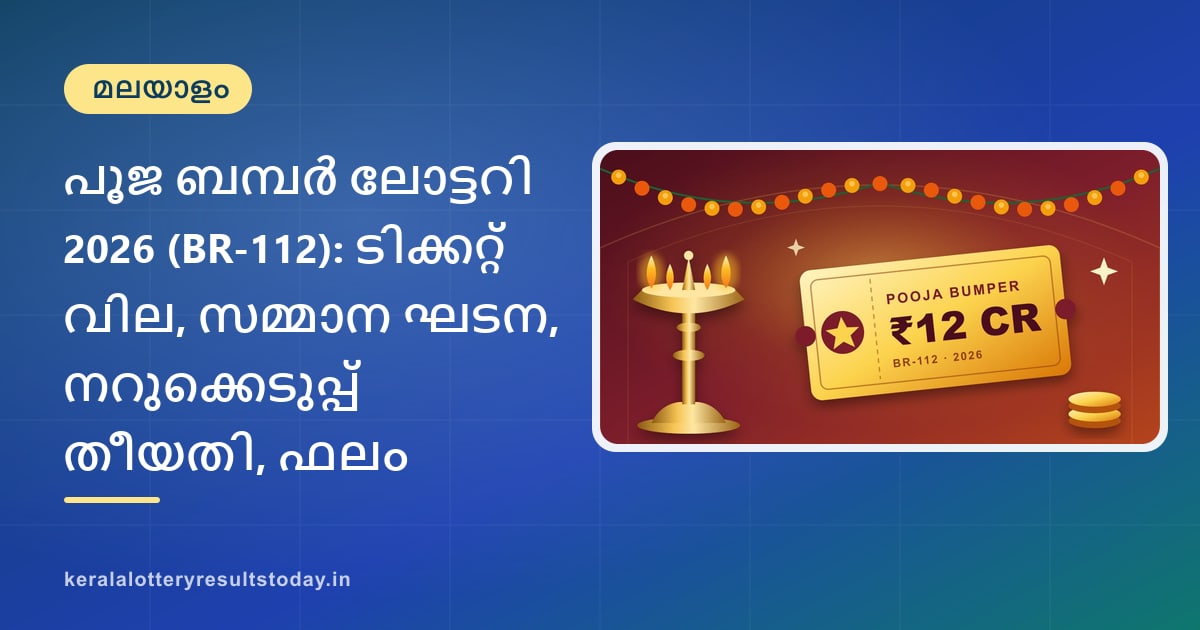 മലയാളം
പൂജ ബമ്പർ ലോട്ടറി
2026 (BR-112): ടിക്കറ്റ്
വില, സമ്മാന ഘടന,
നറുക്കെടുപ്പ്
തീയതി, ഫലം
POOJA BUMPER
₹12 CR
BR-112 · 2026
keralalotteryresultstoday.in